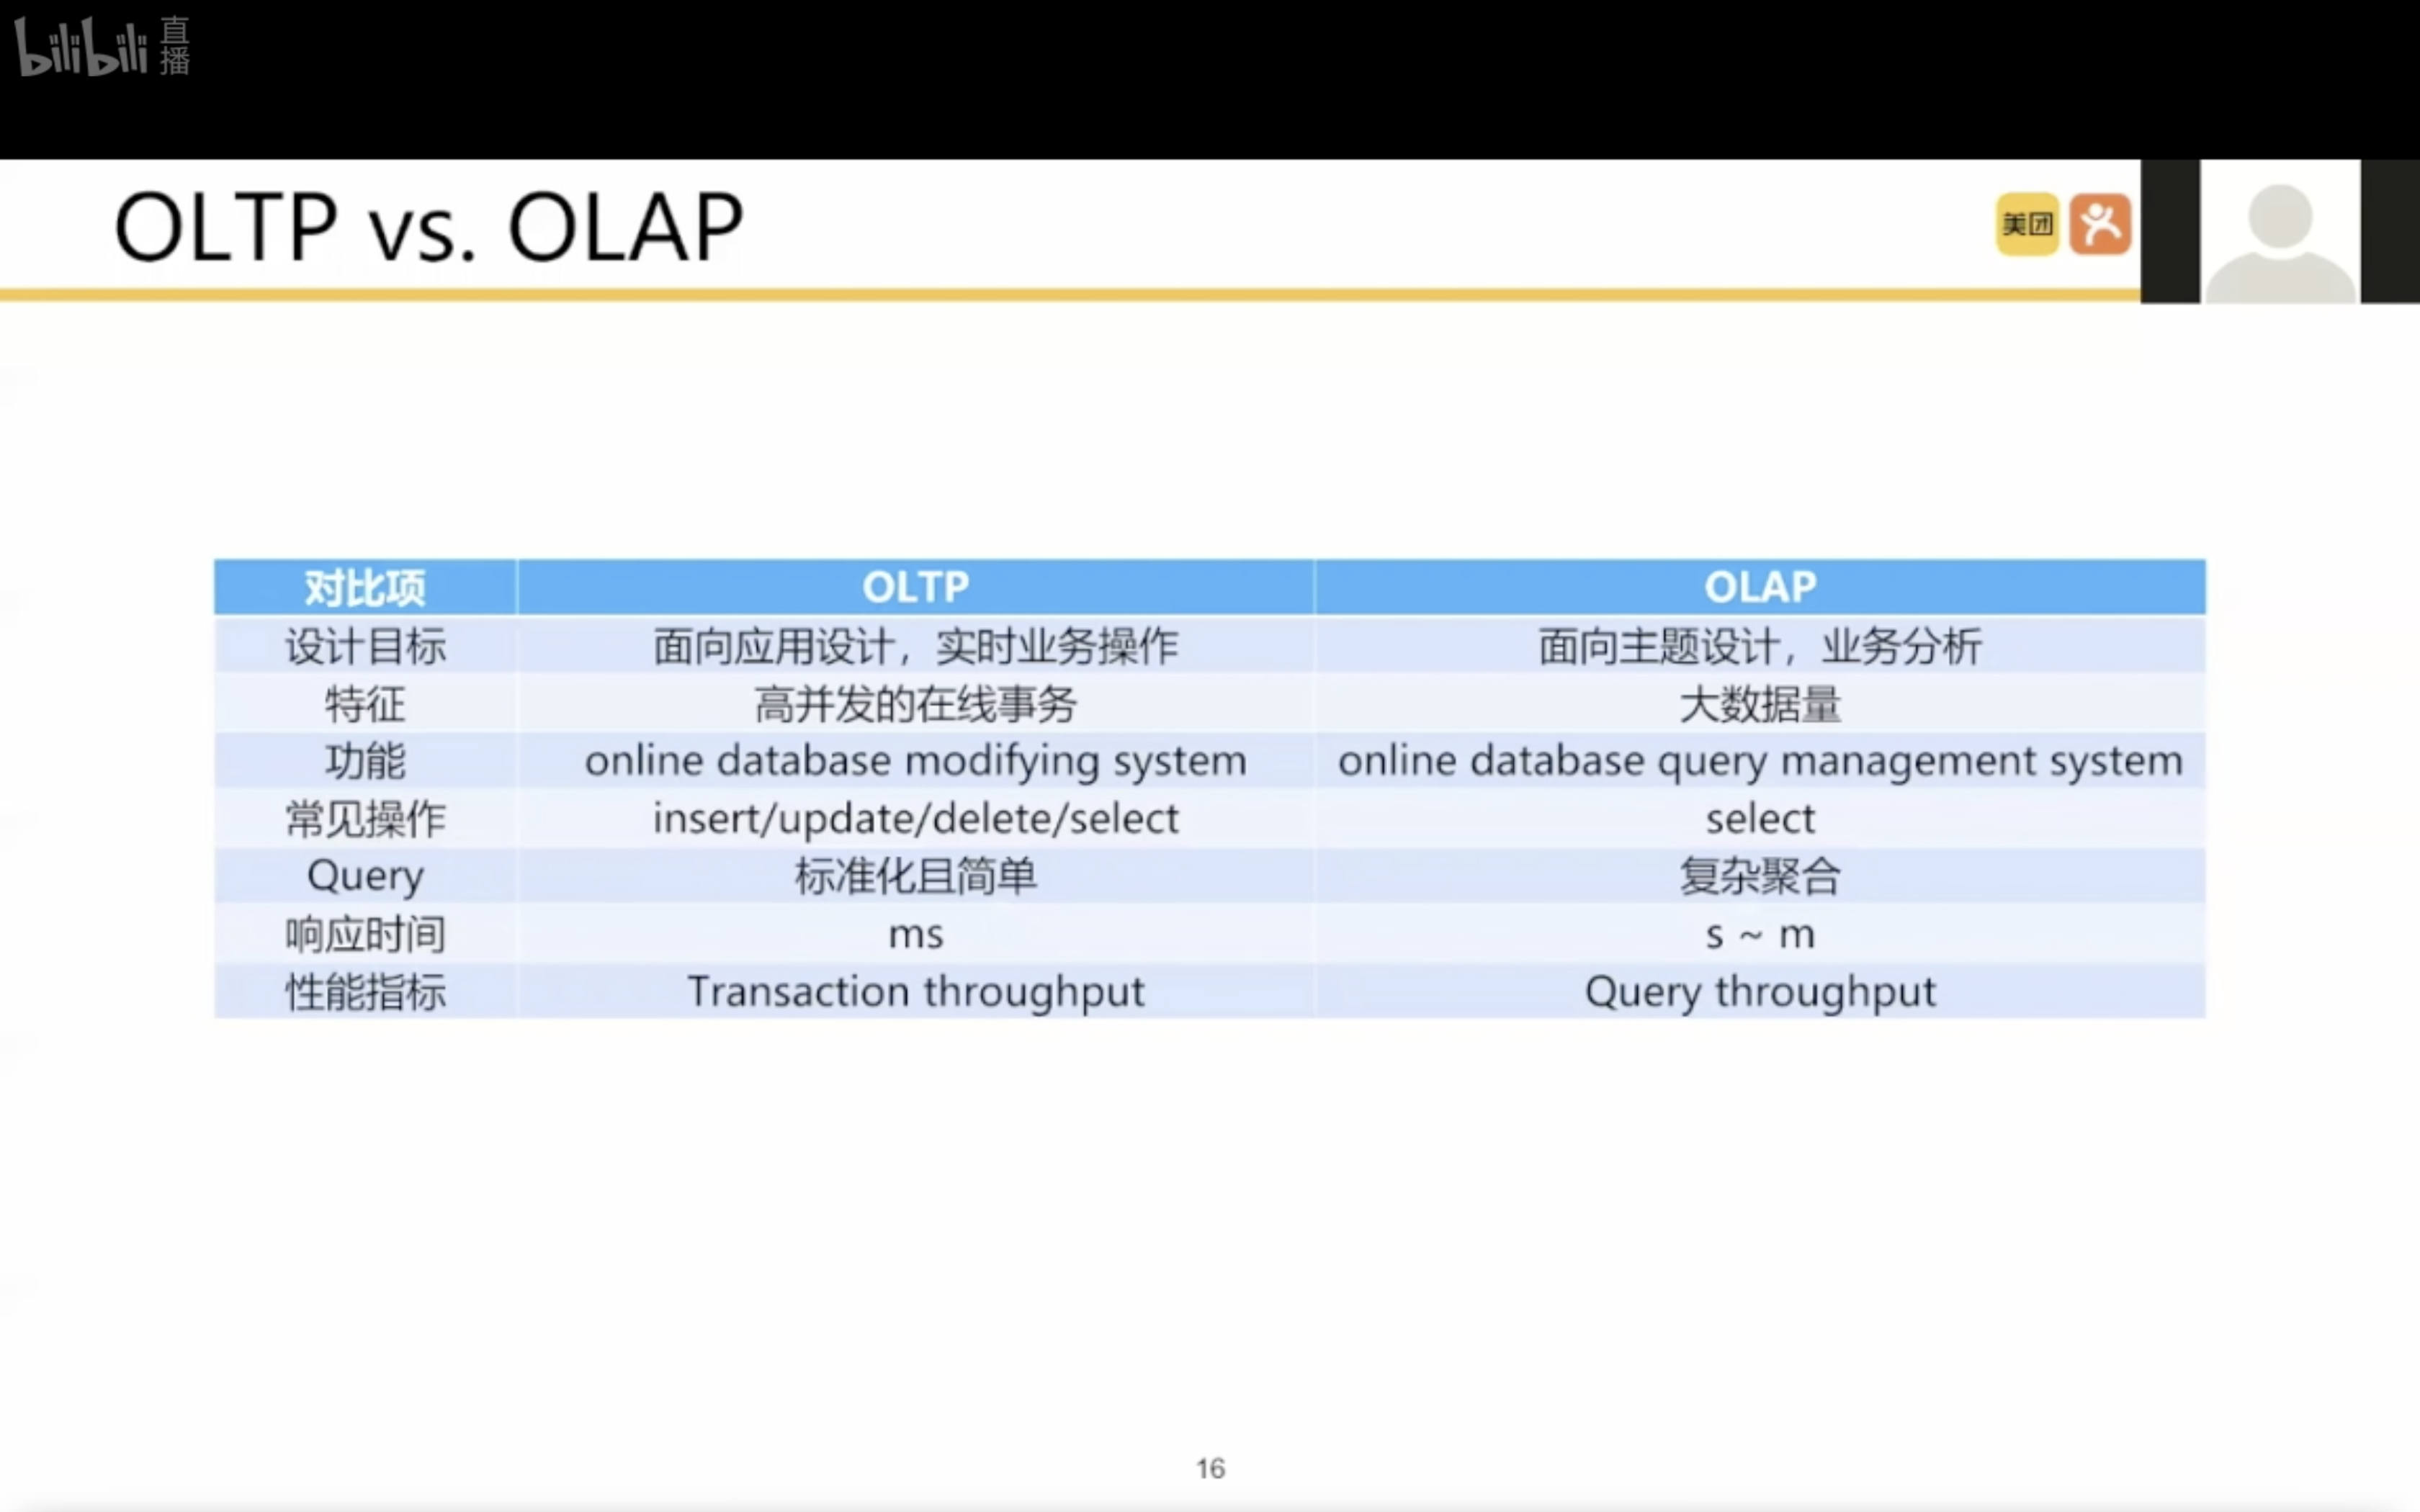 bilibili 直播
OLTP vs. OLAP
美团
对比项 OLTP OLAP
设计目标 面向应用设计，实时业务操作 面向主题设计，业务分析
特征 高并发的在线事务 大数据量
功能 online database modifying system online database query management system
常见操作 insert/update/delete/select select
Query 标准化且简单 复杂聚合
响应时间 ms s ~ m
性能指标 Transaction throughput Query throughput
16